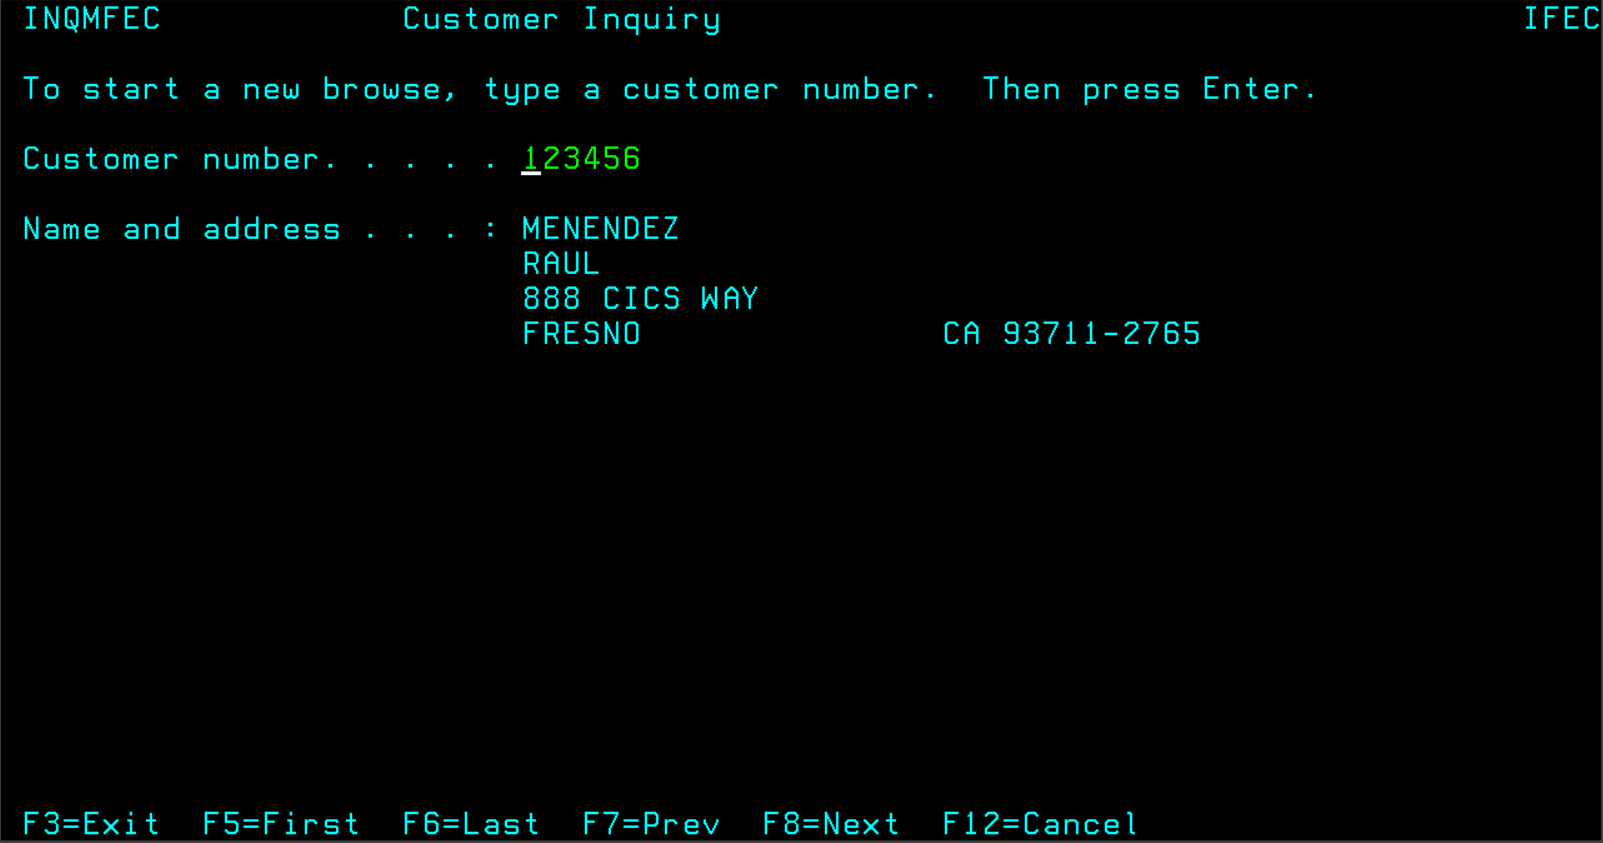 INQMFEC Customer Inquiry IFEC
To start a new browse, type a customer number. Then press Enter.
Customer number. . . . . 123456
Name and address . . . : MENENDEZ
RAUL
888 CICS WAY
FRESNO CA 93711-2765
F3=Exit F5=First F6=Last F7=Prev F8=Next F12=Cancel